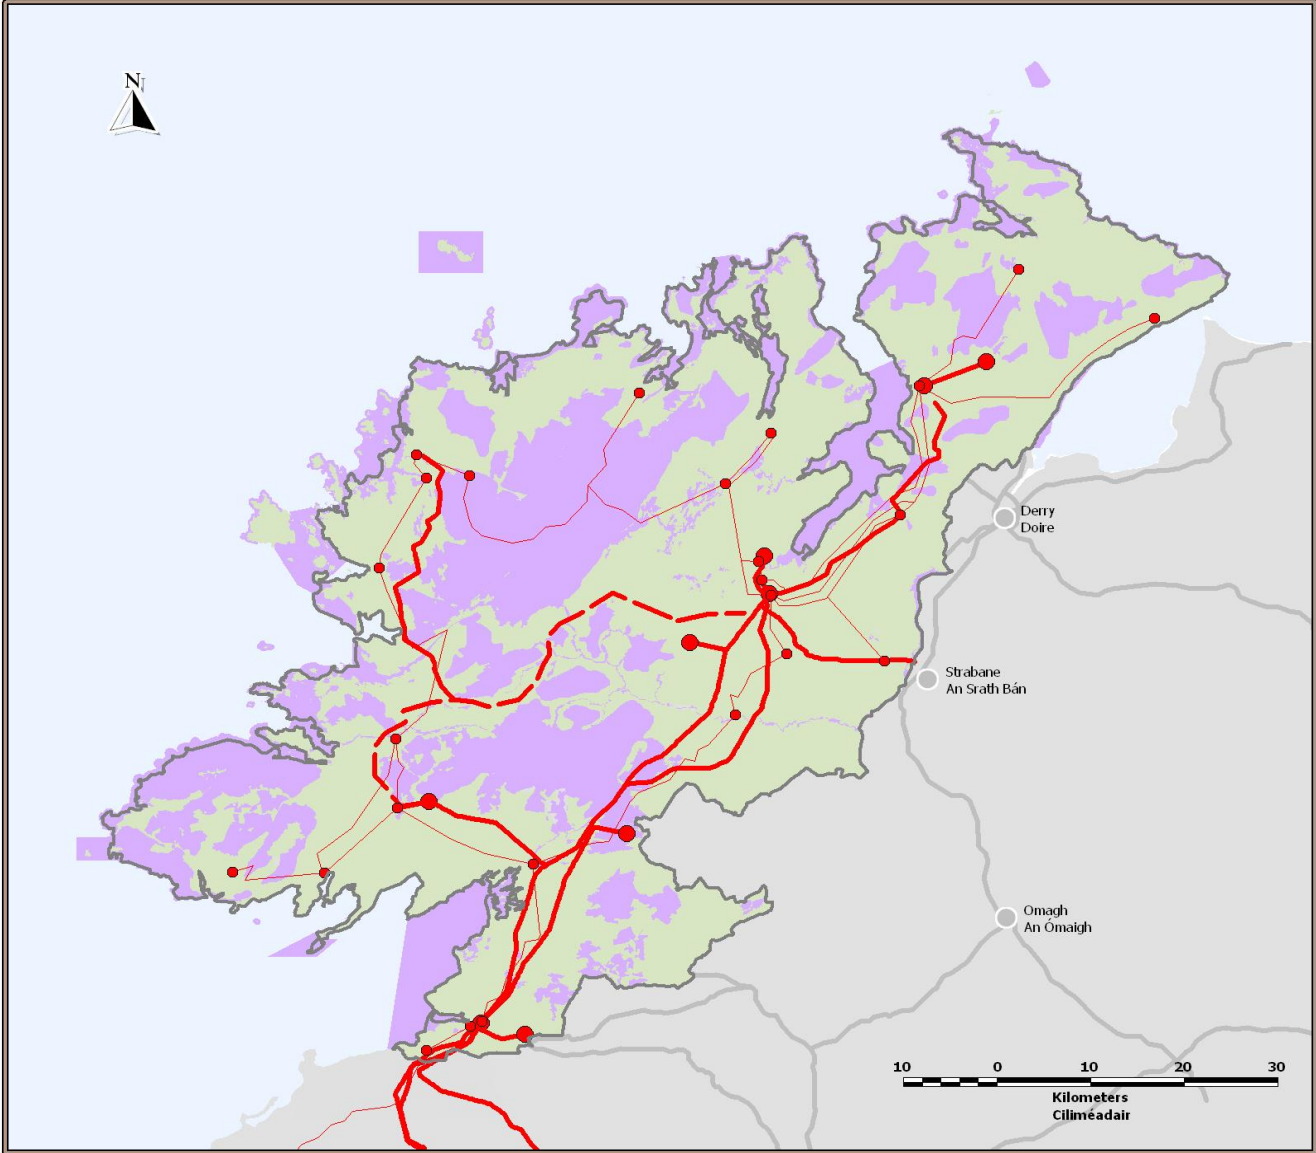 N
Derry
Doire
Strabane
An Srath Bán
Omagh
An Ómaigh
10 0 10 20 30
Kilometers
Ciliméadair